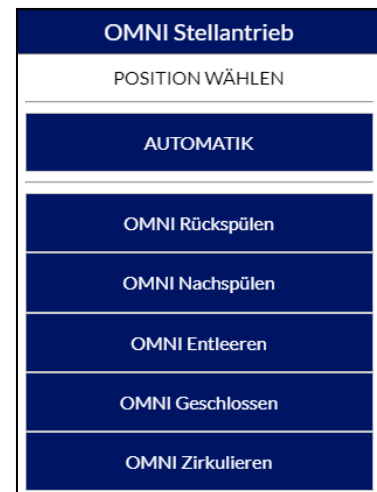 OMNI Stellantrieb
POSITION WÄHLEN
AUTOMATIK
OMNI Rückspülen
OMNI Nachspülen
OMNI Entleeren
OMNI Geschlossen
OMNI Zirkulieren